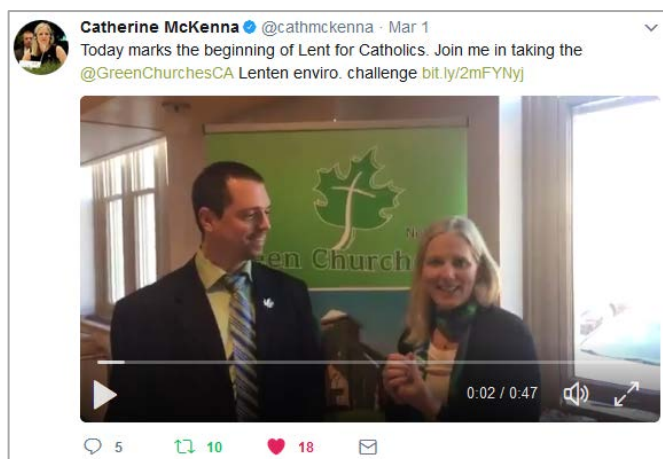 Catherine McKenna @cathmckenna · Mar 1
Today marks the beginning of Lent for Catholics. Join me in taking the
@GreenChurchesCA Lenten enviro. challenge bit.ly/2mFYNyj
Church
0:02 / 0:47
5 10 18